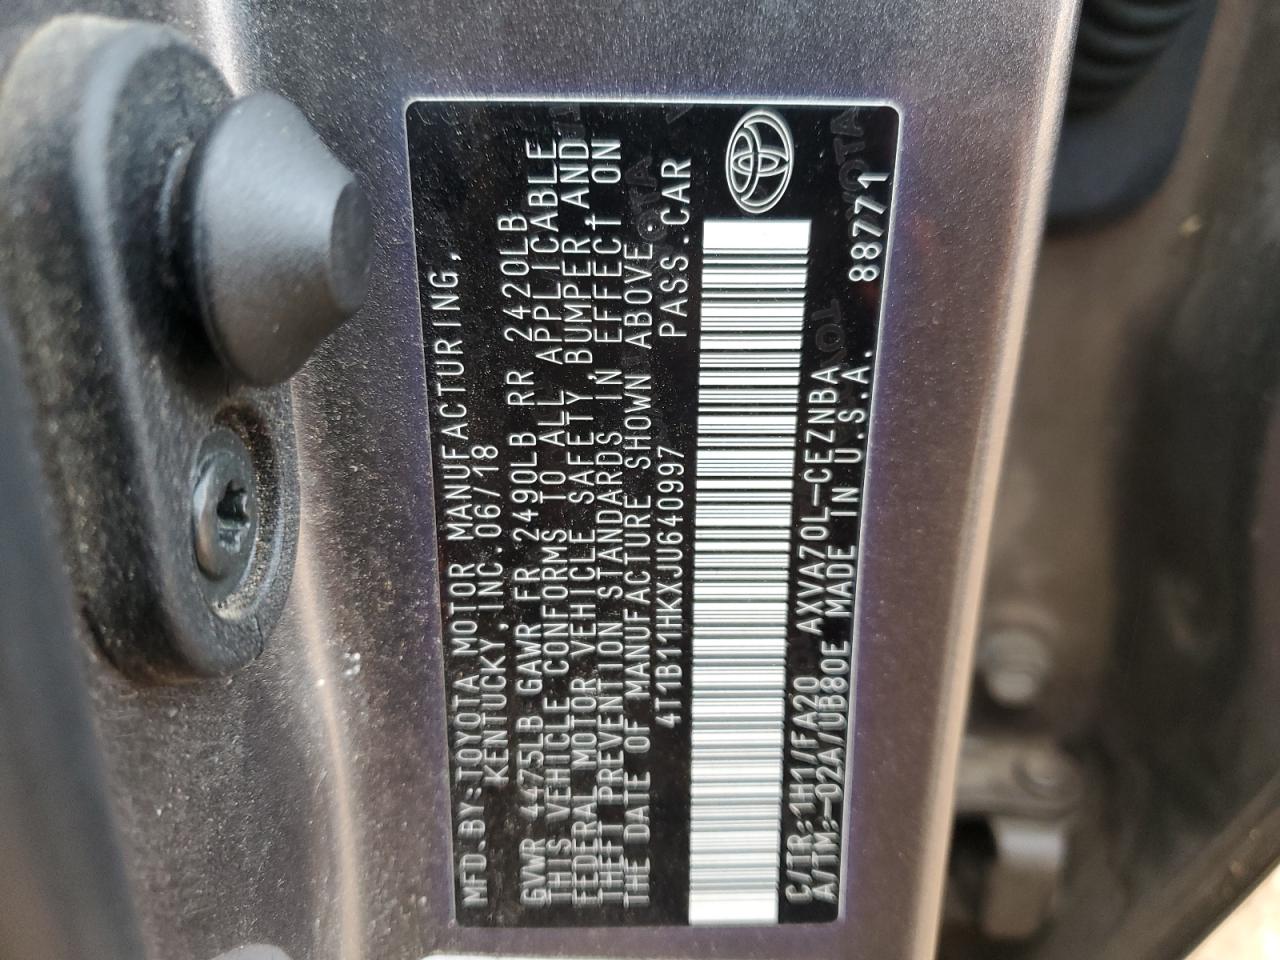 MFD.BY:TOYOTA MOTOR MANUFACTURING,
KENTUCKY,INC.06/18
GVWR 4475LB GAWR FR 2490LB RR 2420LB
THIS VEHICLE CONFORMS TO ALL APPLICABLE
FEDERAL MOTOR VEHICLE SAFETY BUMPER,AND
THEFT PREVENTION STANDARDS IN EFFECT ON
THE DATE OF MANUFACTURE SHOWN ABOVE.
4T1B11HKXJU640997 PASS.CAR
C/TR:1H1/FA20 AXVA70L-CEZNBA
A/TM:-02A/UB80E MADE IN U.S.A. 88771